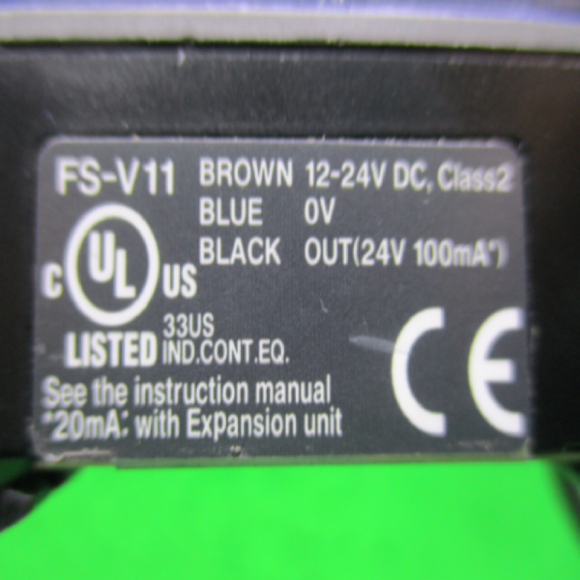 FS-V11 BROWN 12-24V DC, Class2
BLUE 0V
BLACK OUT(24V 100mA*)
C UL US
LISTED 33US
IND.CONT.EQ.
CE
See the instruction manual
*20mA: with Expansion unit